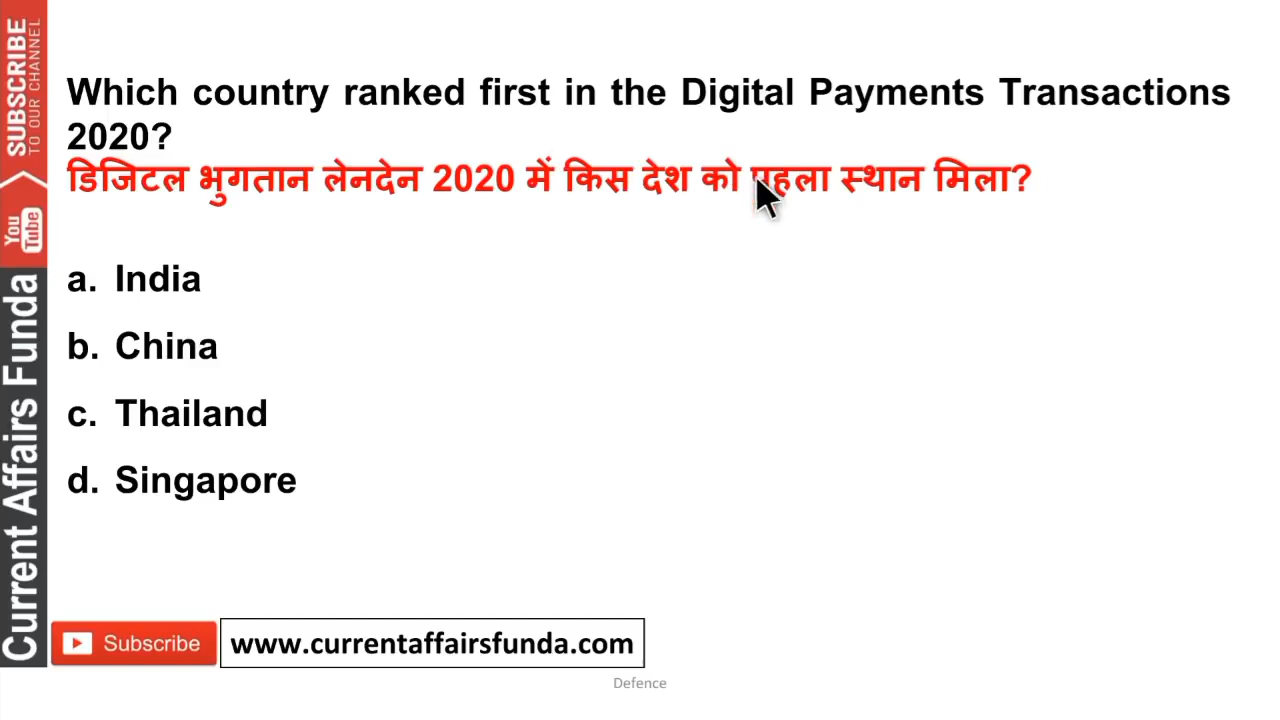 Which country ranked first in the Digital Payments Transactions
2020?
डिजिटल भुगतान लेनदेन 2020 में किस देश को पहला स्थान मिला?
a. India
b. China
c. Thailand
d. Singapore
SUBSCRIBE
TO OUR CHANNEL
You
Tube
Current Affairs Funda
Subscribe
www.currentaffairsfunda.com
Defence